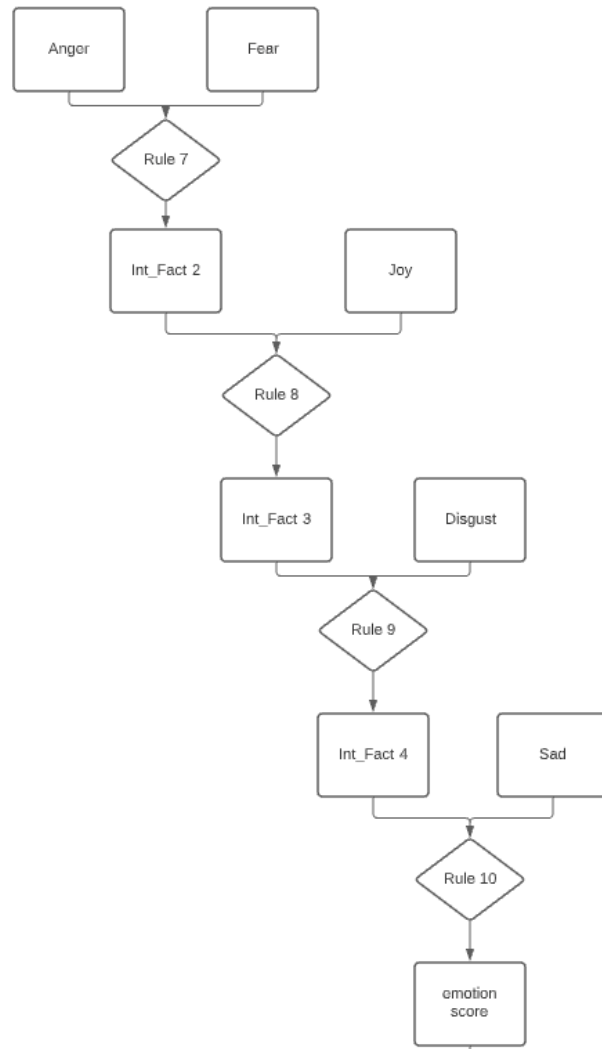 Anger
Fear
Rule 7
Int_Fact 2
Joy
Rule 8
Int_Fact 3
Disgust
Rule 9
Int_Fact 4
Sad
Rule 10
emotion
score